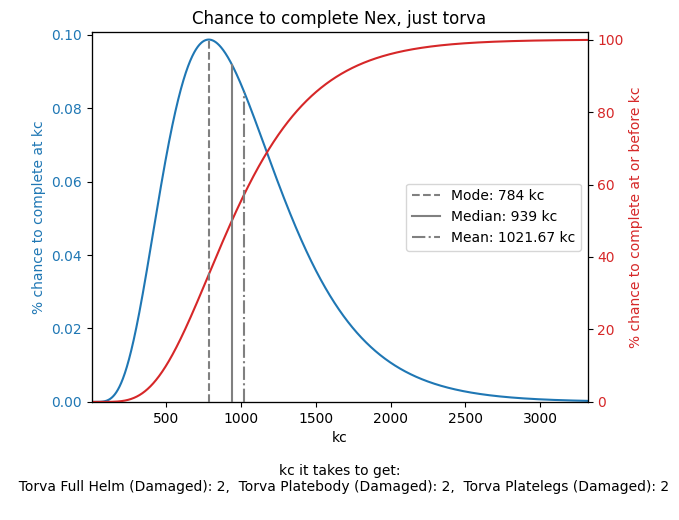 Chance to complete Nex, just torva
% chance to complete at kc
0.10
0.08
0.06
0.04
0.02
0.00
Mode: 784 kc
Median: 939 kc
Mean: 1021.67 kc
100
80
60
40
20
0
% chance to complete at or before kc
500 1000 1500 2000 2500 3000
kc
kc it takes to get:
Torva Full Helm (Damaged): 2, Torva Platebody (Damaged): 2, Torva Platelegs (Damaged): 2